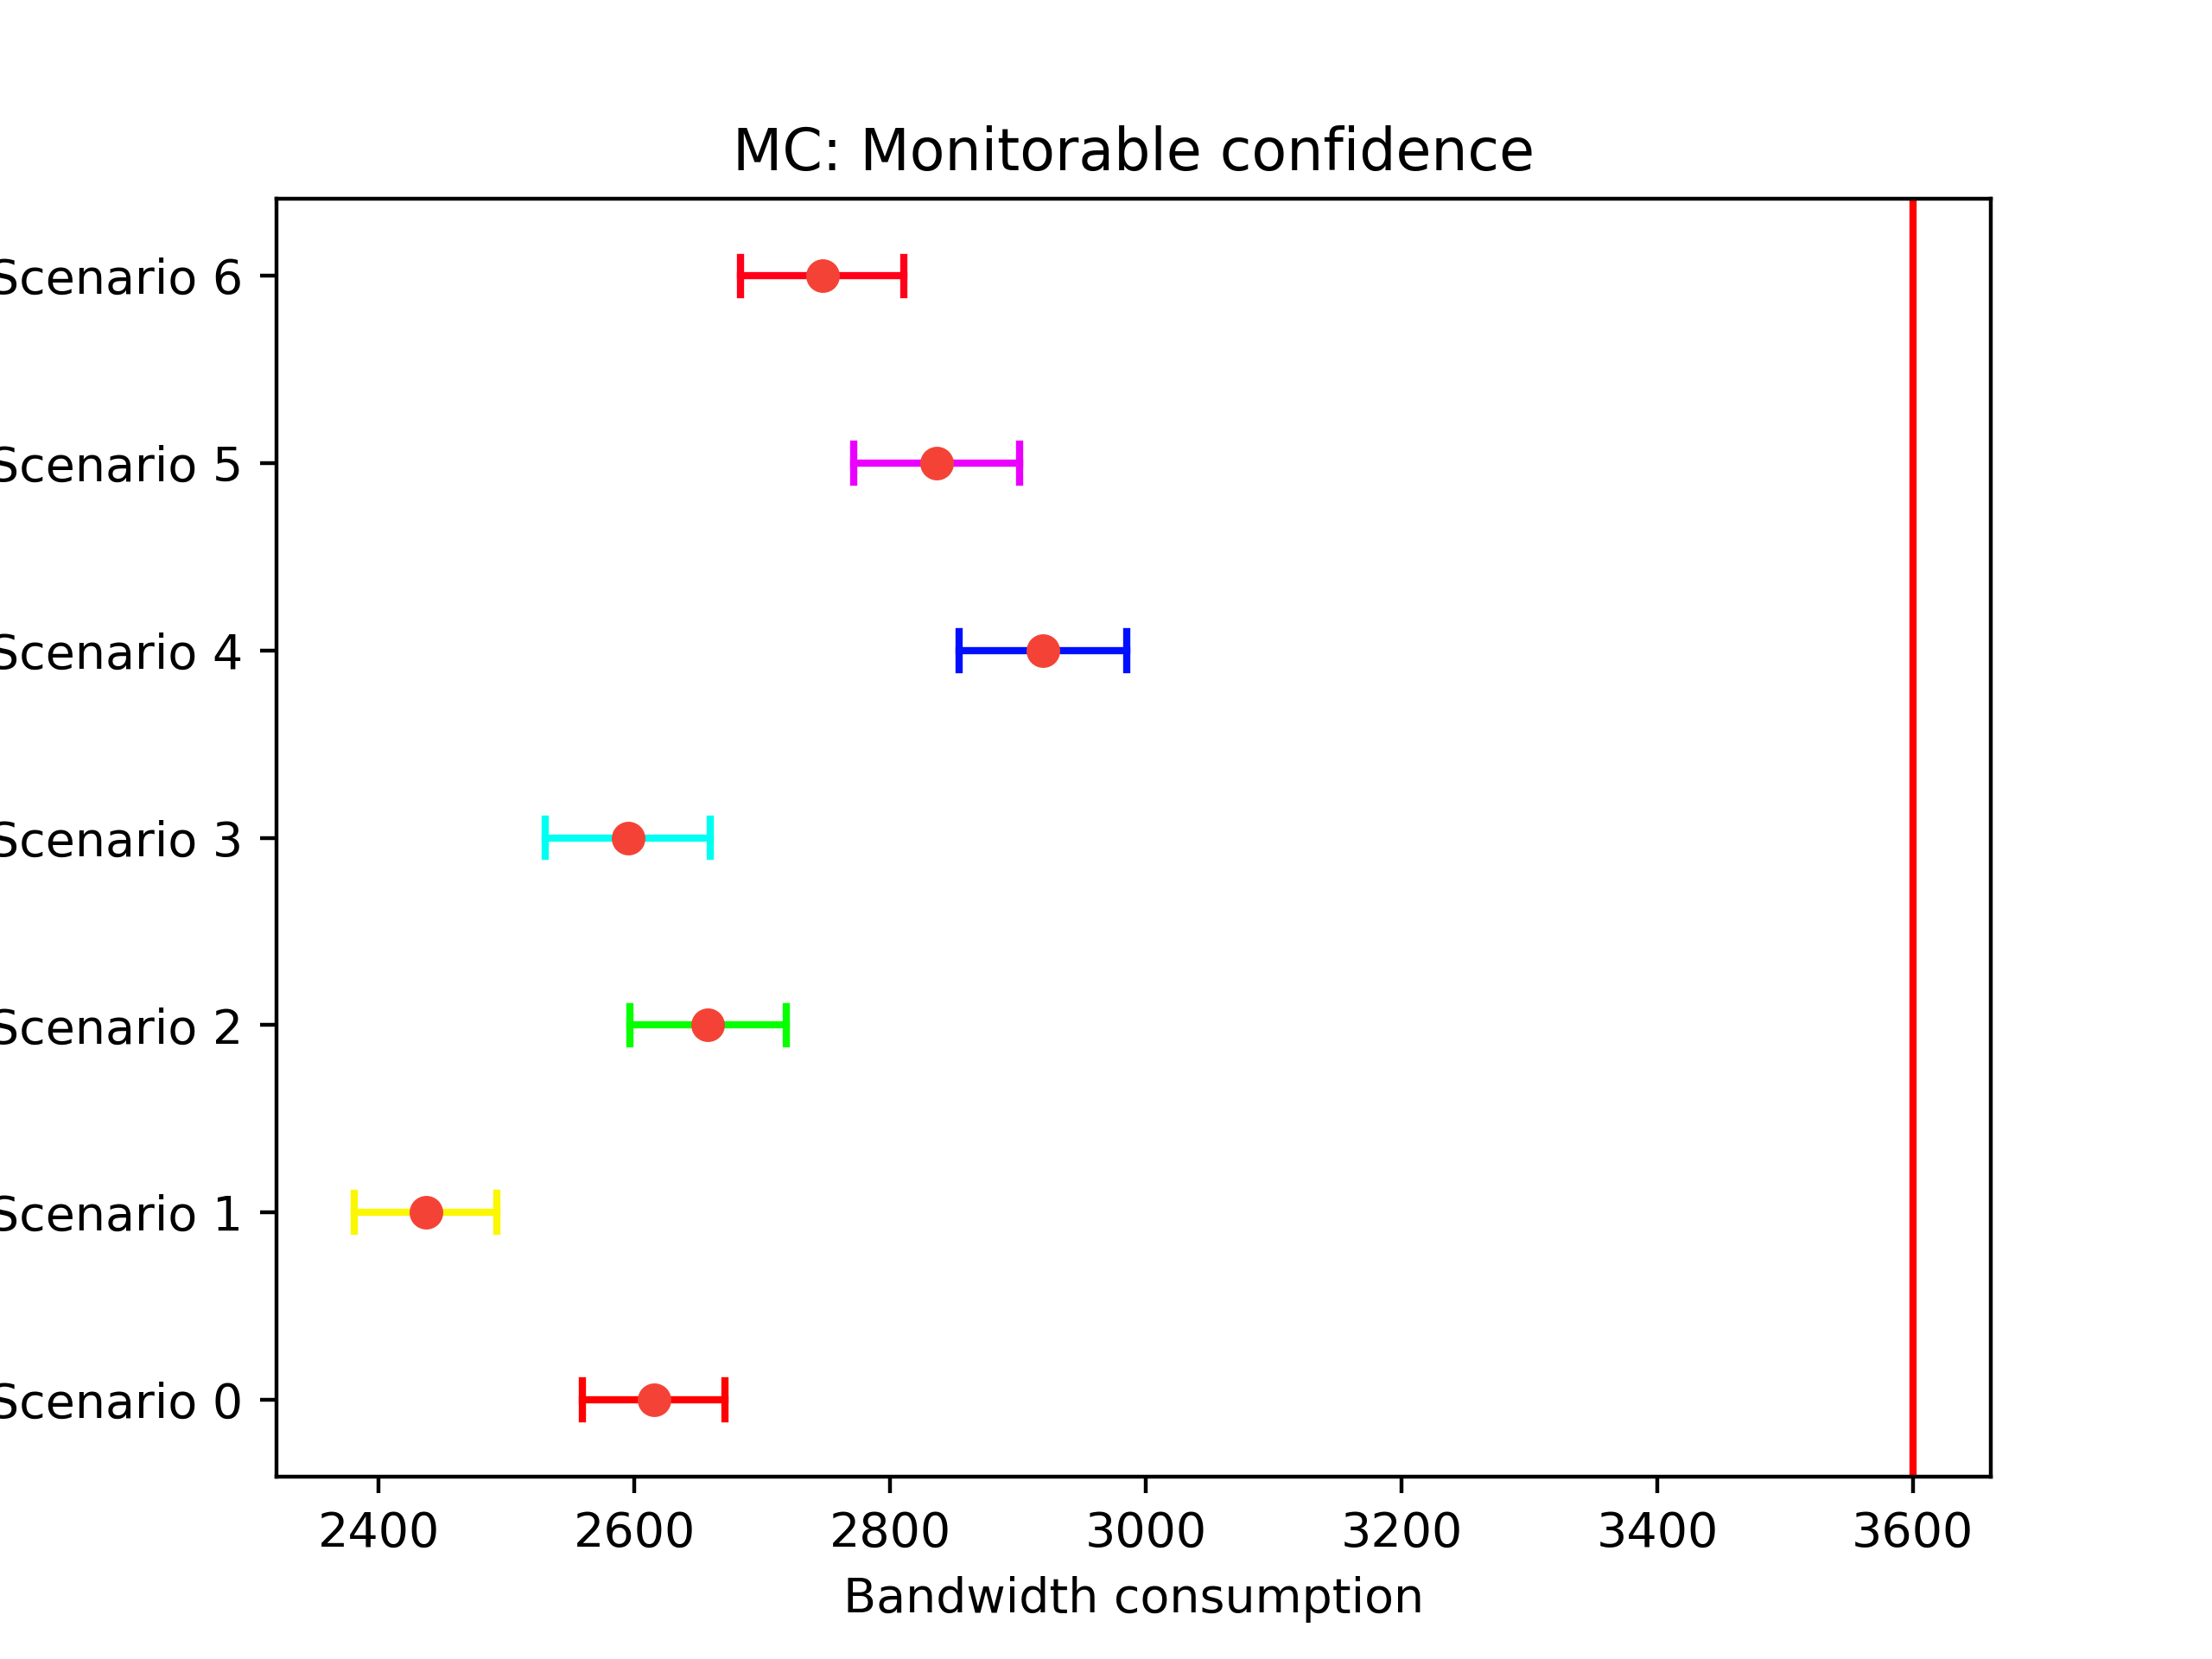 MC: Monitorable confidence
Scenario 6
Scenario 5
Scenario 4
Scenario 3
Scenario 2
Scenario 1
Scenario 0
2400 2600 2800 3000 3200 3400 3600
Bandwidth consumption